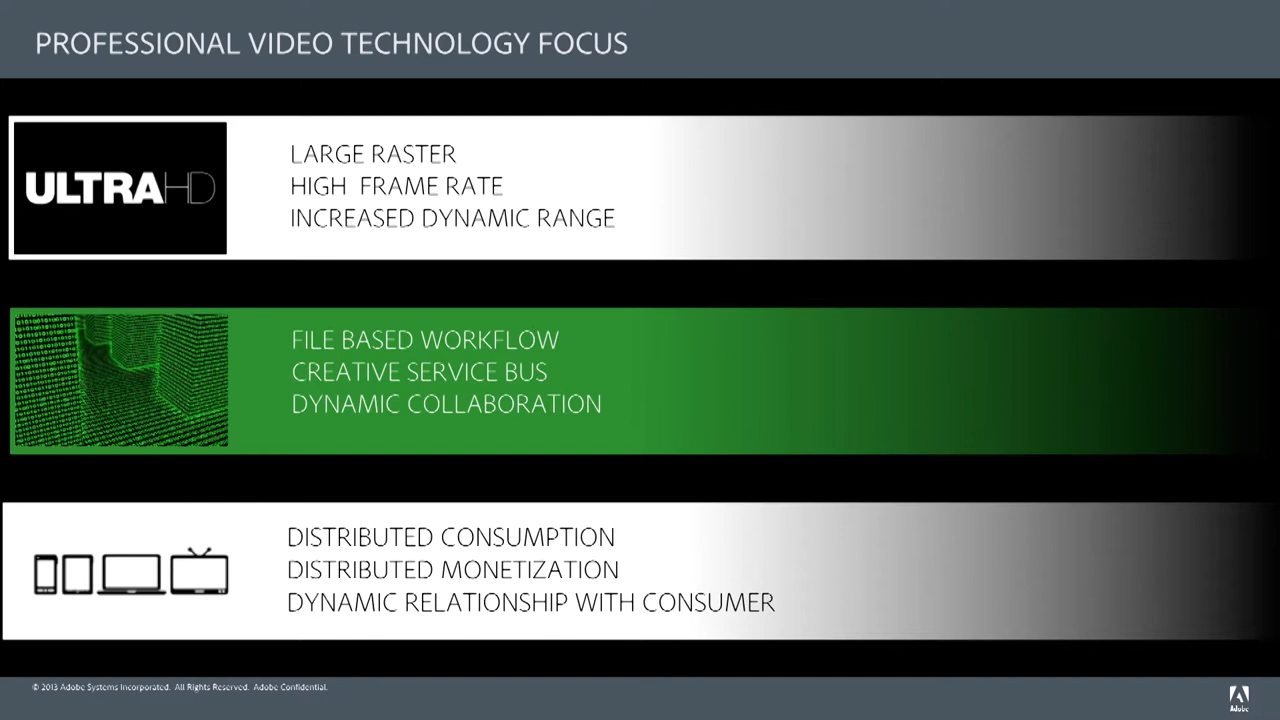 PROFESSIONAL VIDEO TECHNOLOGY FOCUS
ULTRAHD
LARGE RASTER
HIGH FRAME RATE
INCREASED DYNAMIC RANGE
FILE BASED WORKFLOW
CREATIVE SERVICE BUS
DYNAMIC COLLABORATION
DISTRIBUTED CONSUMPTION
DISTRIBUTED MONETIZATION
DYNAMIC RELATIONSHIP WITH CONSUMER
© 2013 Adobe Systems Incorporated. All Rights Reserved. Adobe Confidential.
Adobe